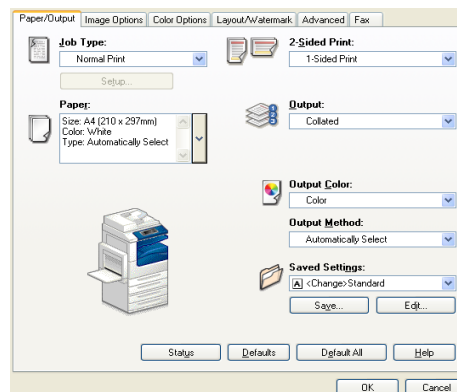 Paper/Output Image Options Color Options Layout/Watermark Advanced Fax
Job Type:
Normal Print
Setup...
Paper:
Size: A4 (210 x 297mm)
Color: White
Type: Automatically Select
2-Sided Print:
1-Sided Print
Output:
Collated
Output Color:
Color
Output Method:
Automatically Select
Saved Settings:
A <Change>Standard
Save... Edit...
Status Defaults Default All Help
OK Cancel